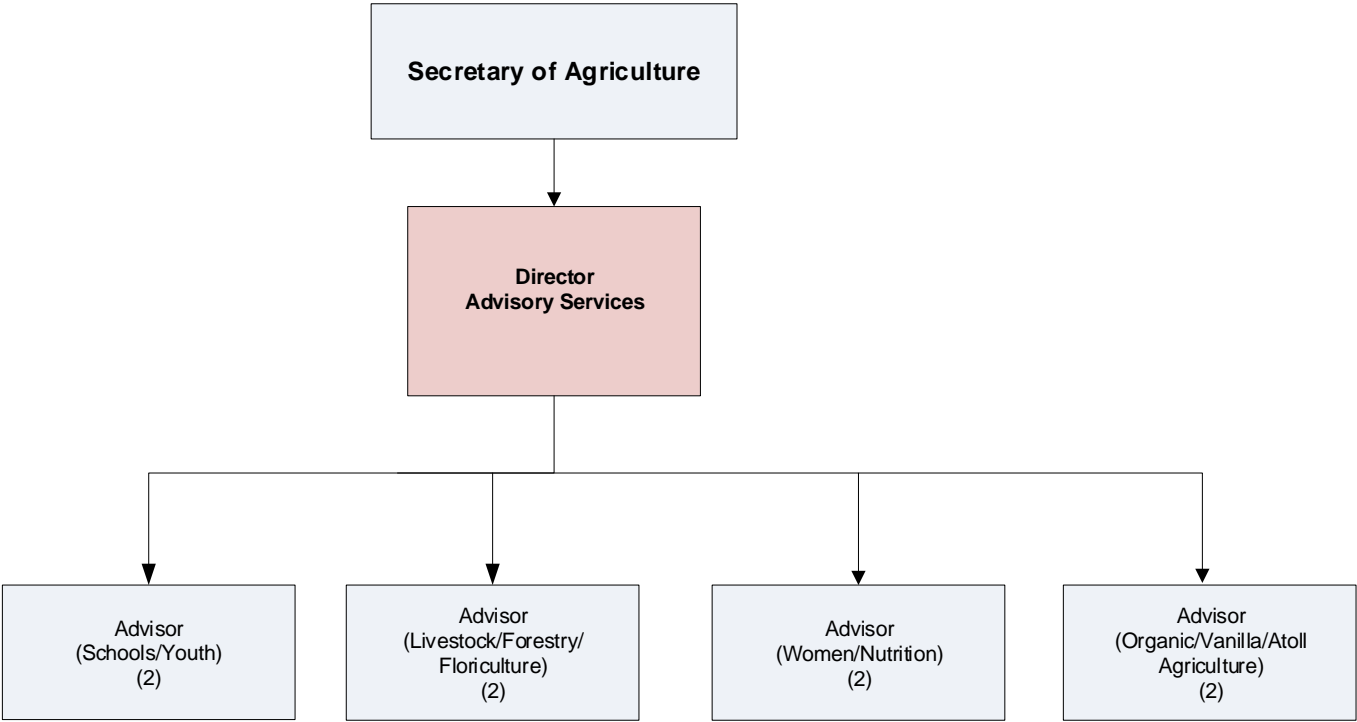 Secretary of Agriculture
Director
Advisory Services
Advisor
(Schools/Youth)
(2)
Advisor
(Livestock/Forestry/
Floriculture)
(2)
Advisor
(Women/Nutrition)
(2)
Advisor
(Organic/Vanilla/Atoll
Agriculture)
(2)